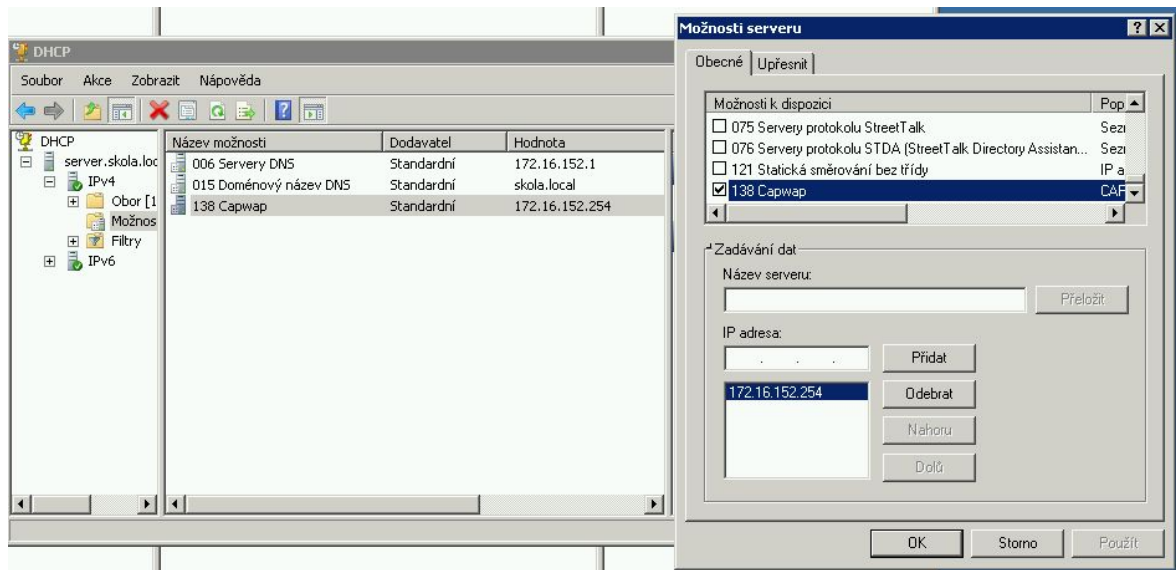 DHCP
Soubor Akce Zobrazit Nápověda
DHCP
server.skola.loc
IPv4
Obor [1
Možnos
Filtry
IPv6
Název možnosti Dodavatel Hodnota
006 Servery DNS Standardní 172.16.152.1
015 Doménový název DNS Standardní skola.local
138 Capwap Standardní 172.16.152.254
Možnosti serveru
Obecné Upřesnit
Možnosti k dispozici Pop
075 Servery protokolu StreetTalk Sezn
076 Servery protokolu STDA (StreetTalk Directory Assistan... Sezn
121 Statická směrování bez třídy IP a
138 Capwap CAP
Zadávání dat
Název serveru:
Přeložit
IP adresa:
. . .
Přidat
172.16.152.254
Odebrat
Nahoru
Dolů
OK Storno Použít